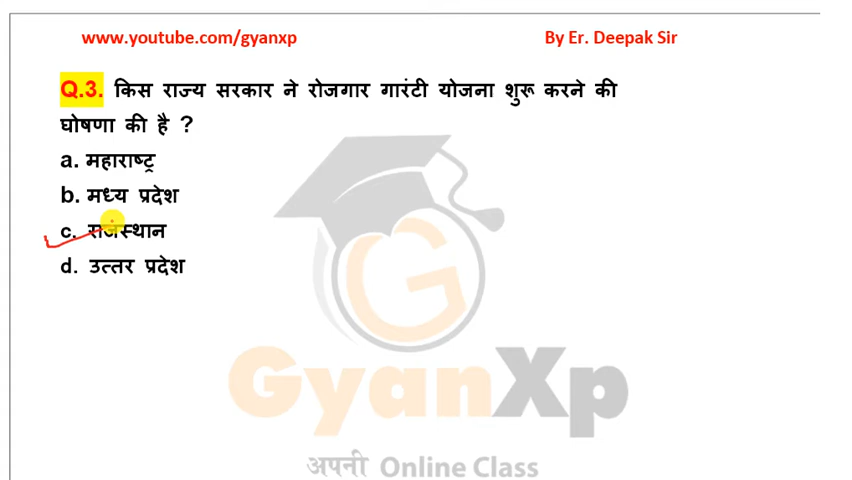 www.youtube.com/gyanxp By Er. Deepak Sir
Q.3. किस राज्य सरकार ने रोजगार गारंटी योजना शुरू करने की
घोषणा की है ?
a. महाराष्ट्र
b. मध्य प्रदेश
c. राजस्थान
d. उत्तर प्रदेश
GyanXp
अपनी Online Class